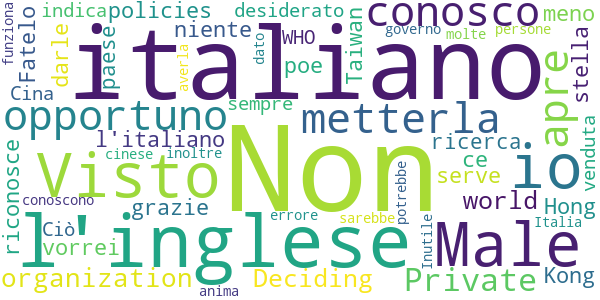 indica policies desiderato conosco meno
funziona Fatelo darle paese niente WHO governo molte persone
italiano
poe dato Taiwan apre stella
Cina averla
opportuno sempre metterla
l'italiano ricerca io venduta
riconosce cinese inoltre Non ce
Visto serve
conoscono grazie world Hong
Ciò l'inglese potrebbe Male
vorrei errore sarebbe Inutile Italia
organization Deciding Private Kong
anima